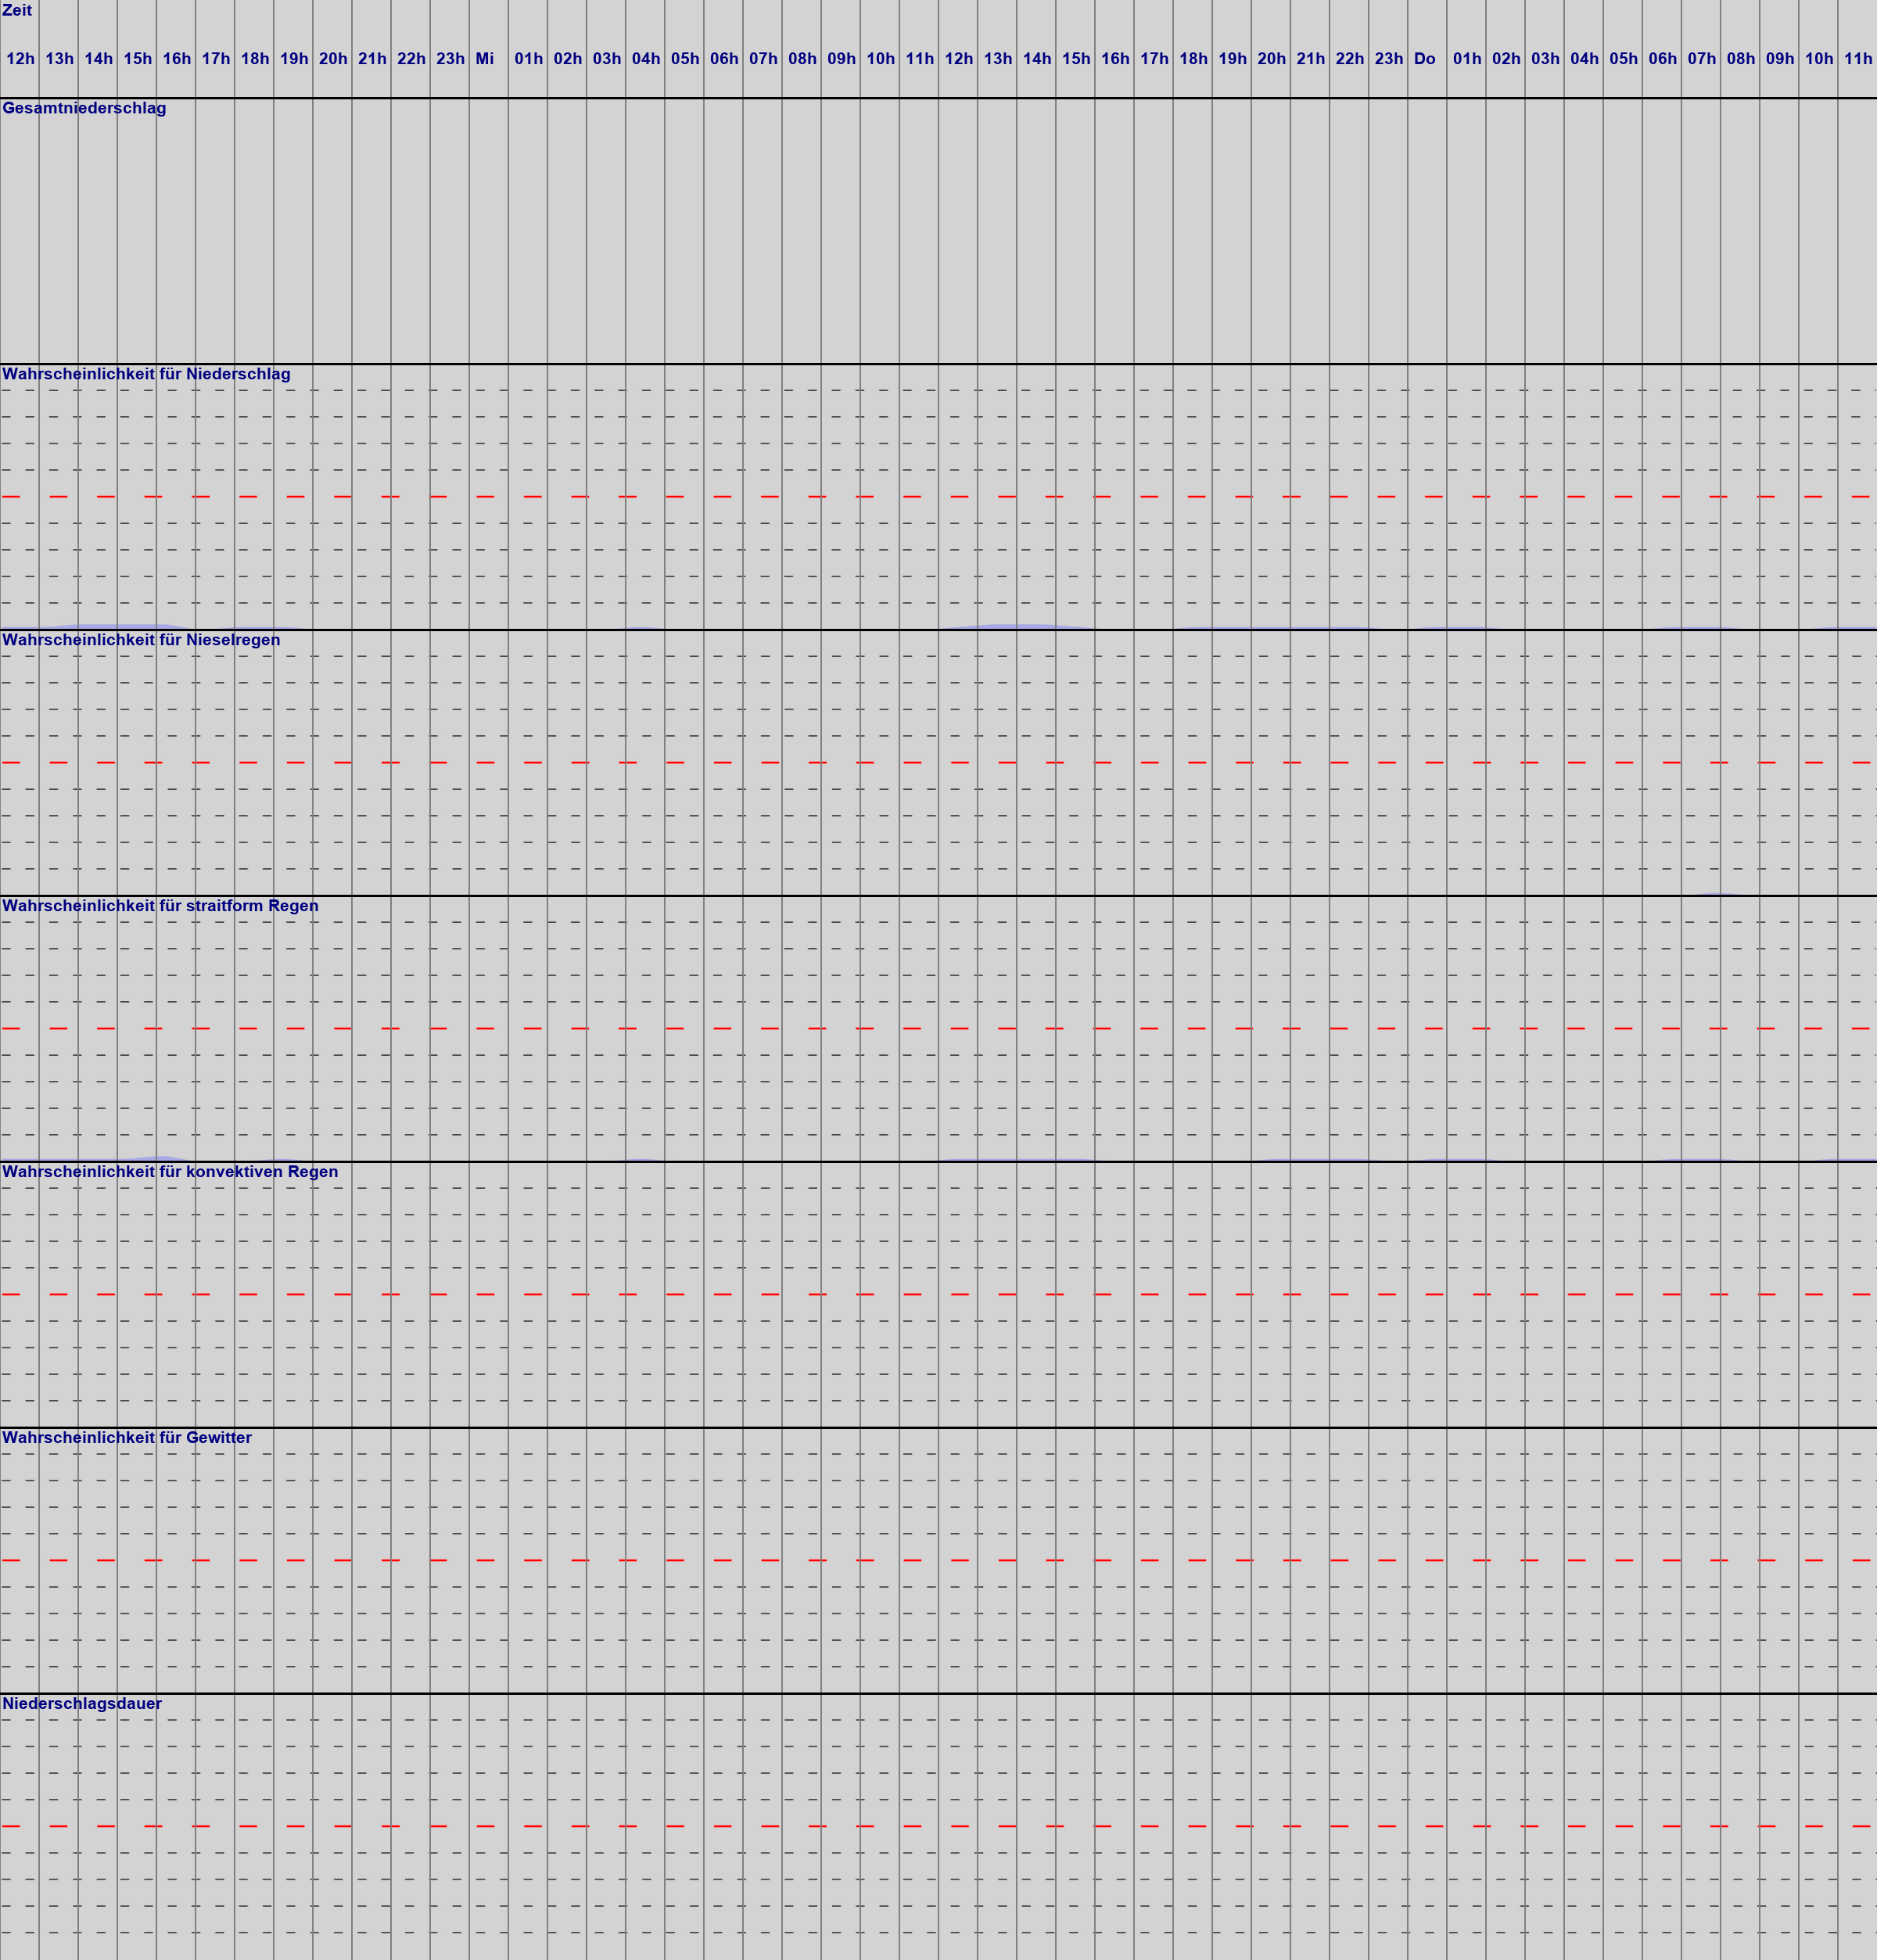 Zeit
12h 13h 14h 15h 16h 17h 18h 19h 20h 21h 22h 23h Mi 01h 02h 03h 04h 05h 06h 07h 08h 09h 10h 11h 12h 13h 14h 15h 16h 17h 18h 19h 20h 21h 22h 23h Do 01h 02h 03h 04h 05h 06h 07h 08h 09h 10h 11h
Gesamtniederschlag
Wahrscheinlichkeit für Niederschlag
Wahrscheinlichkeit für Nieselregen
Wahrscheinlichkeit für straitform Regen
Wahrscheinlichkeit für konvektiven Regen
Wahrscheinlichkeit für Gewitter
Niederschlagsdauer